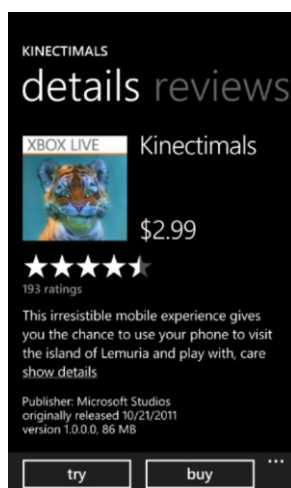 KINECTIMALS
details reviews
XBOX LIVE
Kinectimals
$2.99
193 ratings
This irresistible mobile experience gives
you the chance to use your phone to visit
the island of Lemuria and play with, care
show details
Publisher: Microsoft Studios
originally released 10/21/2011
version 1.0.0.0, 86 MB
try buy